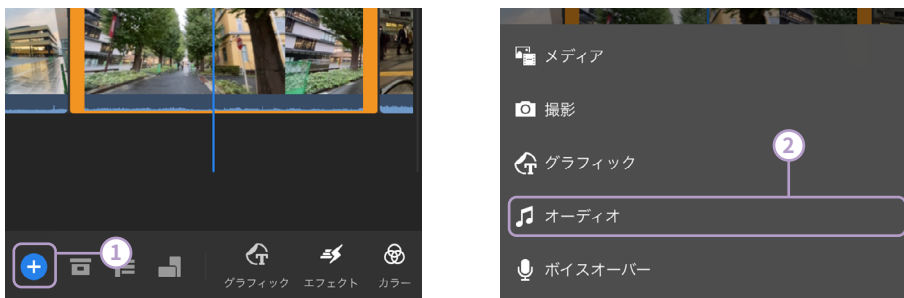 1
グラフィック
エフェクト
カラー
メディア
撮影
グラフィック
2
オーディオ
ボイスオーバー